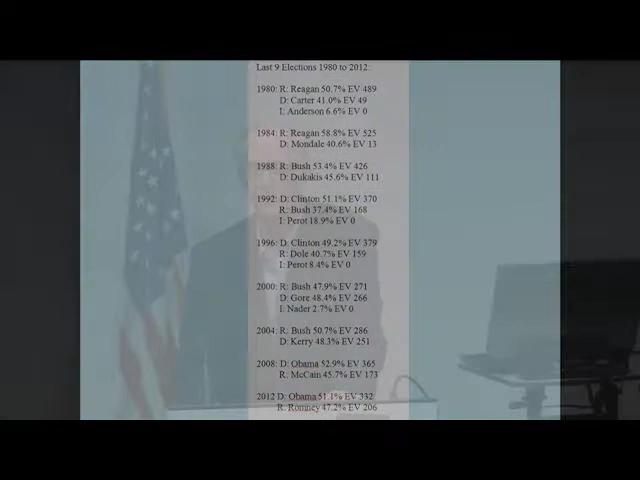 Last 9 Elections 1980 to 2012:
1980: R: Reagan 50.7% EV 489
D: Carter 41.0% EV 49
I: Anderson 6.6% EV 0
1984: R: Reagan 58.8% EV 525
D: Mondale 40.6% EV 13
1988: R: Bush 53.4% EV 426
D: Dukakis 45.6% EV 111
1992: D: Clinton 51.1% EV 370
R: Bush 37.4% EV 168
I: Perot 18.9% EV 0
1996: D: Clinton 49.2% EV 379
R: Dole 40.7% EV 159
I: Perot 8.4% EV 0
2000: R: Bush 47.9% EV 271
D: Gore 48.4% EV 266
I: Nader 2.7% EV 0
2004: R: Bush 50.7% EV 286
D: Kerry 48.3% EV 251
2008: D: Obama 52.9% EV 365
R: McCain 45.7% EV 173
2012 D: Obama 51.1% EV 332
R: Romney 47.2% EV 206